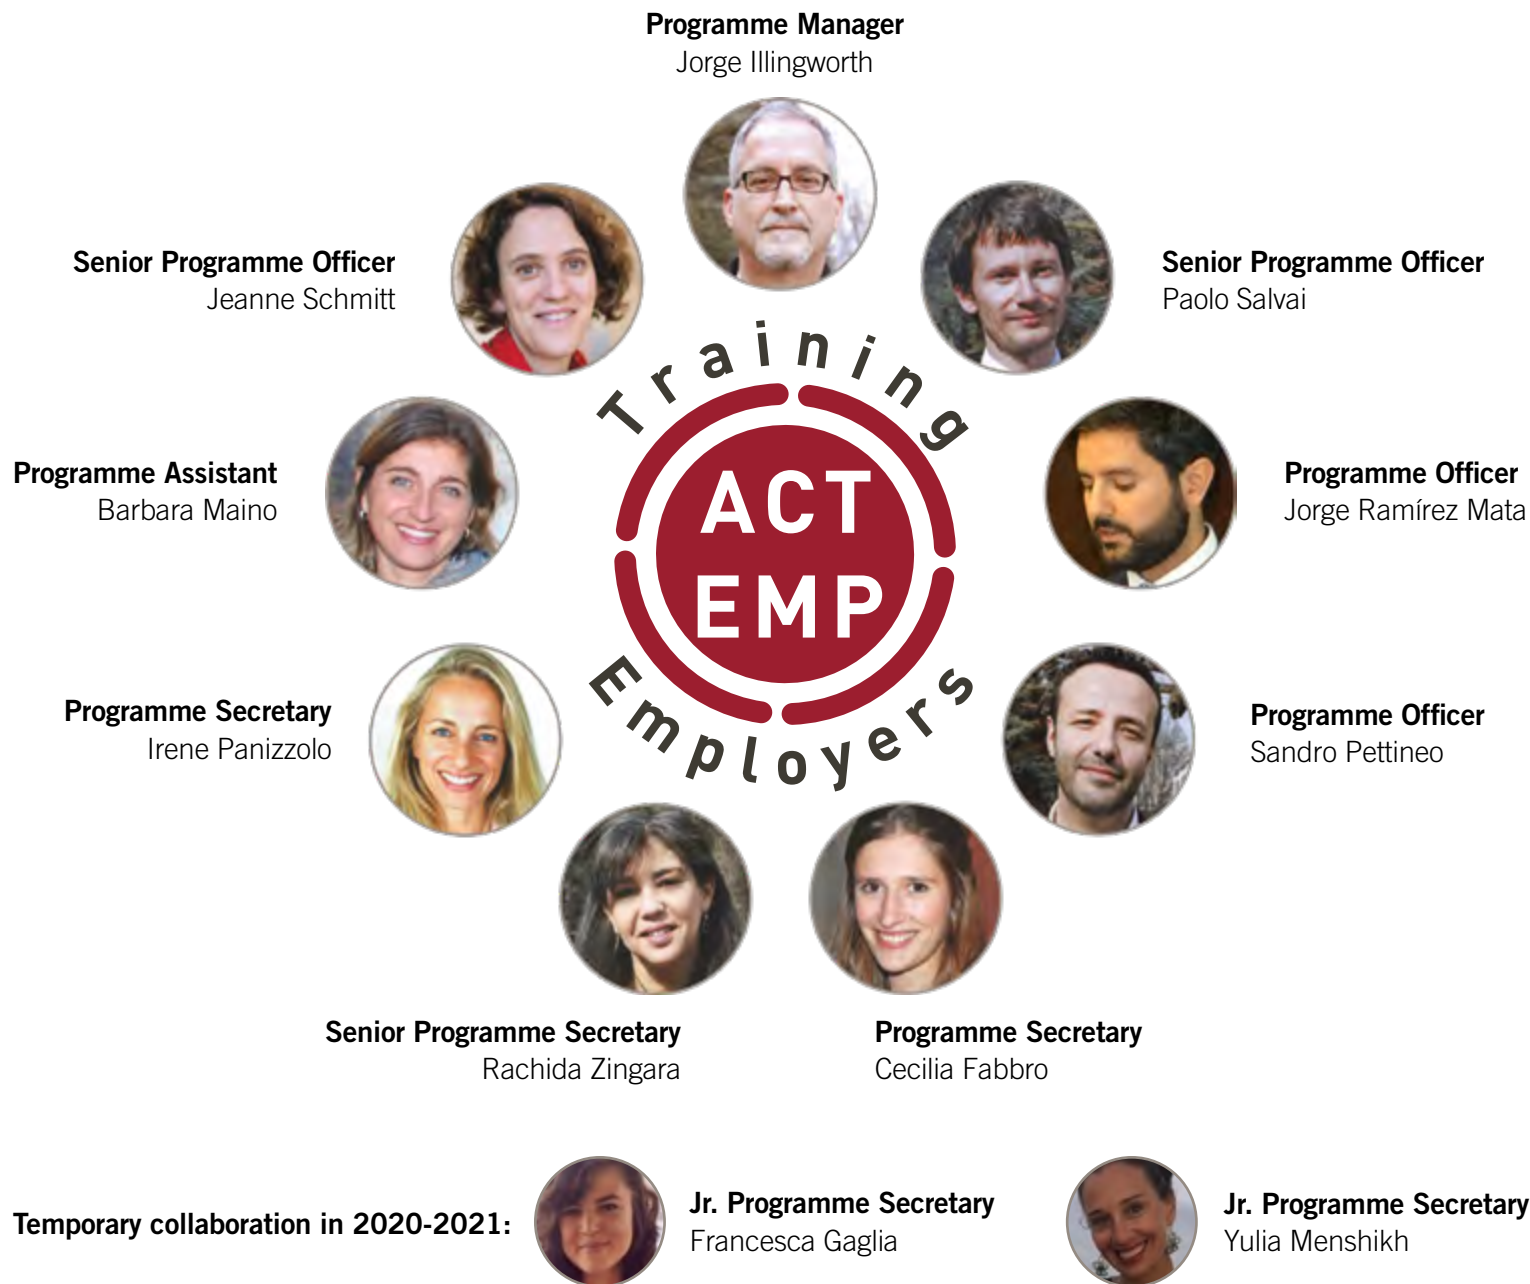 Programme Manager
Jorge Illingworth
Senior Programme Officer
Jeanne Schmitt
Senior Programme Officer
Paolo Salvai
Training
ACT
EMP
Employers
Programme Assistant
Barbara Maino
Programme Officer
Jorge Ramírez Mata
Programme Secretary
Irene Panizzolo
Programme Officer
Sandro Pettineo
Senior Programme Secretary
Rachida Zingara
Programme Secretary
Cecilia Fabbro
Temporary collaboration in 2020-2021:
Jr. Programme Secretary
Francesca Gaglia
Jr. Programme Secretary
Yulia Menshikh